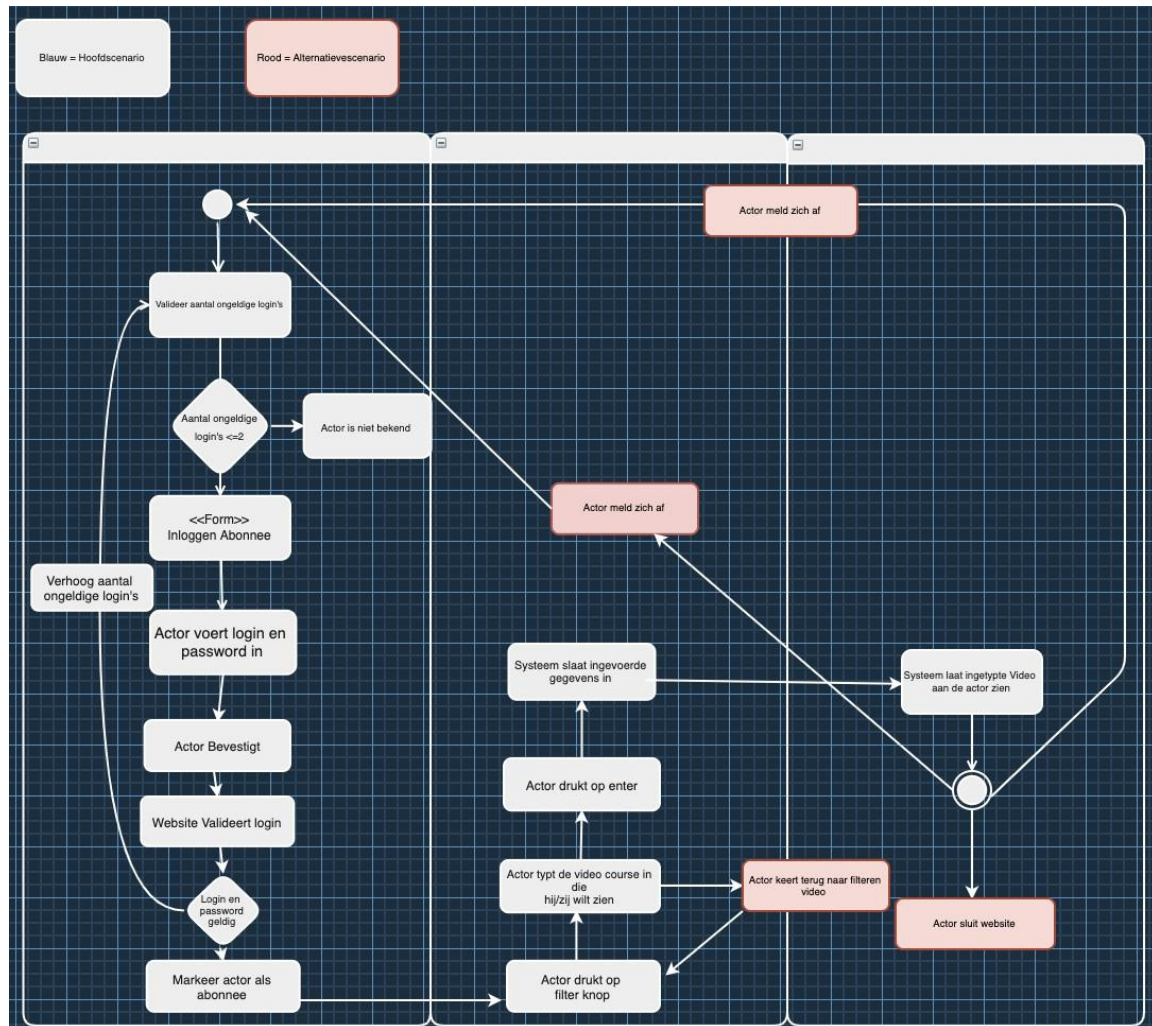 Blauw = Hoofdscenario
Rood = Alternatievescenario
Actor meld zich af
Valideer aantal ongeldige login's
Aantal ongeldige
login's <=2
Actor is niet bekend
<<Form>>
Inloggen Abonnee
Actor meld zich af
Verhoog aantal
ongeldige login's
Actor voert login en
password in
Systeem slaat ingevoerde
gegevens in
Systeem laat ingetypte Video
aan de actor zien
Actor Bevestigt
Actor drukt op enter
Website Valideert login
Actor typt de video course in
die
hij/zij wilt zien
Actor keert terug naar filteren
video
Login en
password
geldig
Actor sluit website
Markeer actor als
abonnee
Actor drukt op
filter knop